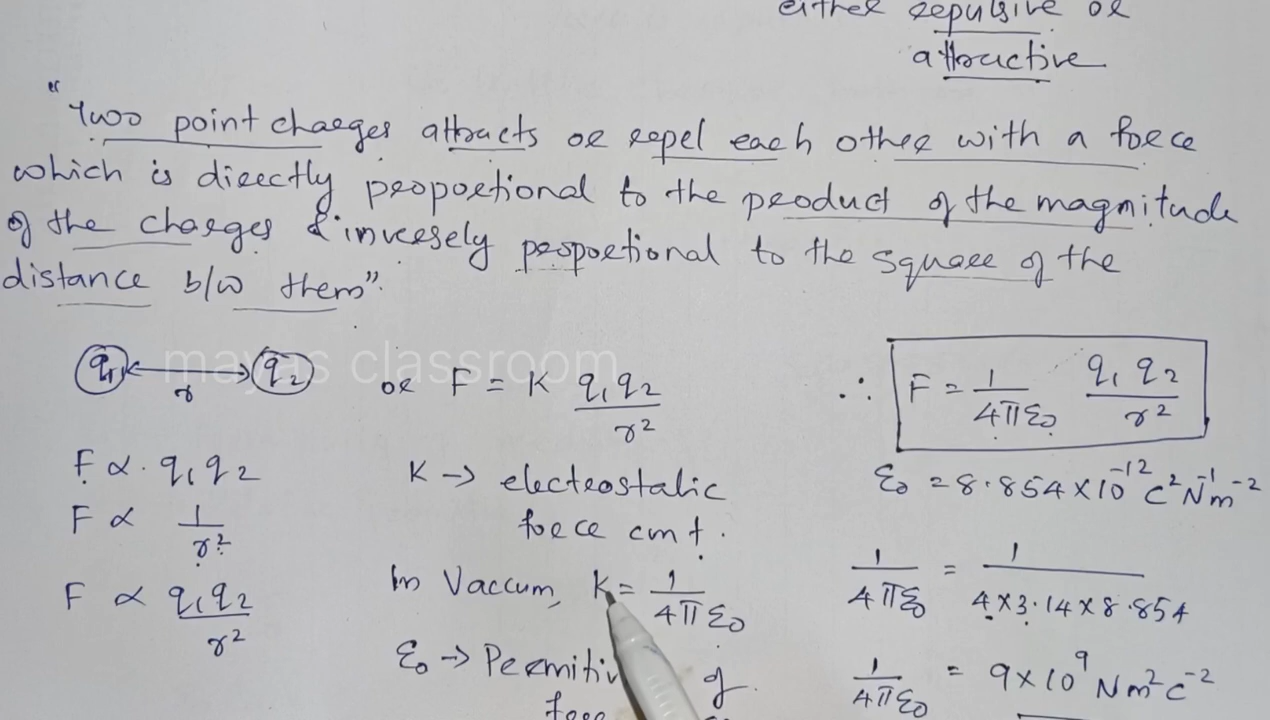 either repulsive or
attractive
"Two point charges attracts or repel each other with a force
which is directly proportional to the product of the magnitude
of the charges & inversely proportional to the square of the
distance b/w them".
mayas classroom
q₁ q₂
r
F ∝ q₁q₂
F ∝ 1/r²
F ∝ q₁q₂/r²
or F = K q₁q₂/r²
K → electrostatic
force cnnt.
In Vaccum, K = 1/4πε₀
ε₀ → of
∴ F = 1/4πε₀ q₁q₂/r²
ε₀ = 8.854×10⁻¹² C²N⁻¹m⁻²
1/4πε₀ = 1/4×3.14×8.854
1/4πε₀ = 9×10⁹ Nm²C⁻²